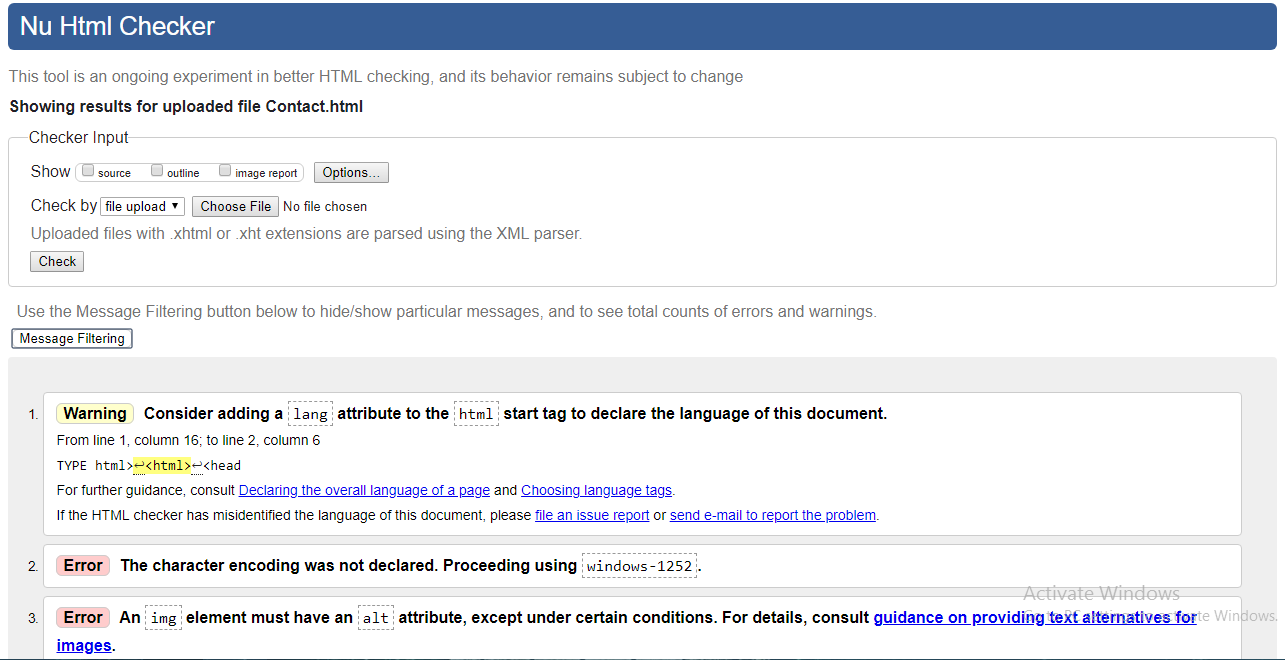 Nu Html Checker
This tool is an ongoing experiment in better HTML checking, and its behavior remains subject to change
Showing results for uploaded file Contact.html
Checker Input
Show source outline image report Options...
Check by file upload ▼ Choose File No file chosen
Uploaded files with .xhtml or .xht extensions are parsed using the XML parser.
Check
Use the Message Filtering button below to hide/show particular messages, and to see total counts of errors and warnings.
Message Filtering
1. Warning Consider adding a lang attribute to the html start tag to declare the language of this document.
From line 1, column 16; to line 2, column 6
TYPE html>↩<html>↩<head
For further guidance, consult Declaring the overall language of a page and Choosing language tags.
If the HTML checker has misidentified the language of this document, please file an issue report or send e-mail to report the problem.
2. Error The character encoding was not declared. Proceeding using windows-1252.
Activate Windows
3. Error An img element must have an alt attribute, except under certain conditions. For details, consult guidance on providing text alternatives for
Go to PC settings to activate Windows.
images.